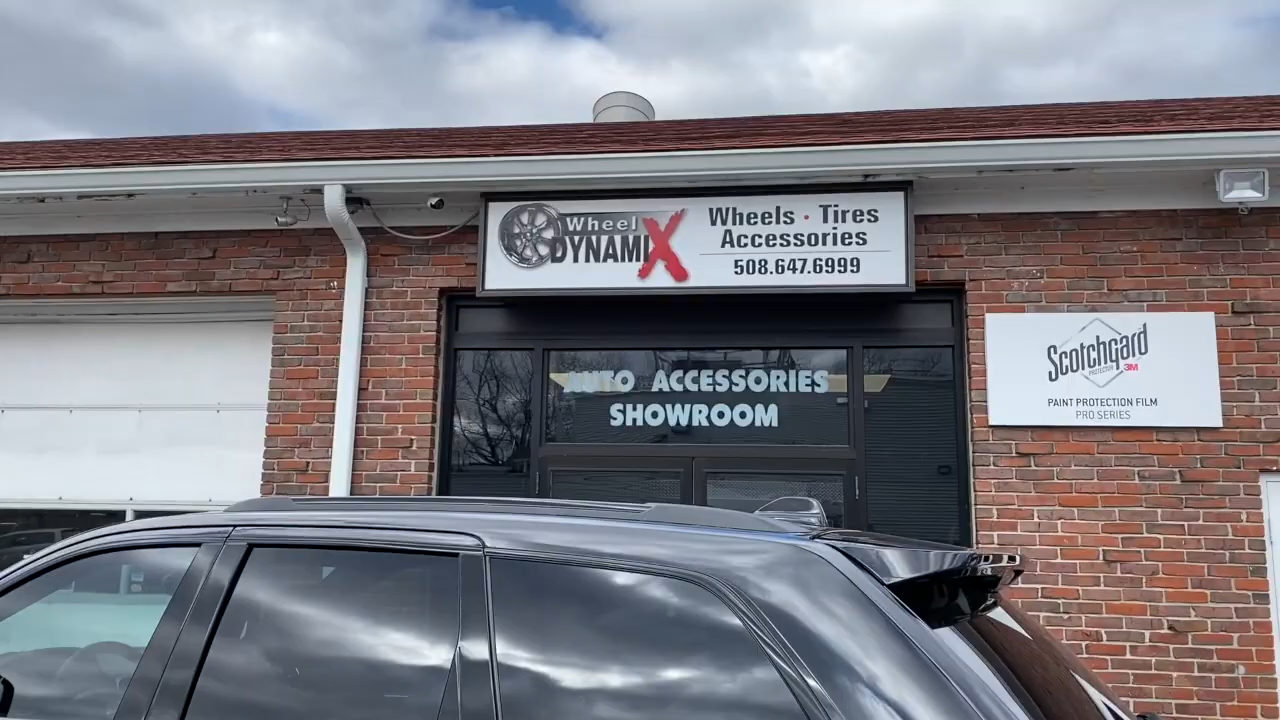 Wheel
DYNAMIX
Wheels · Tires
Accessories
508.647.6999
AUTO ACCESSORIES
SHOWROOM
Scotchgard
PROTECTOR 3M
PAINT PROTECTION FILM
PRO SERIES